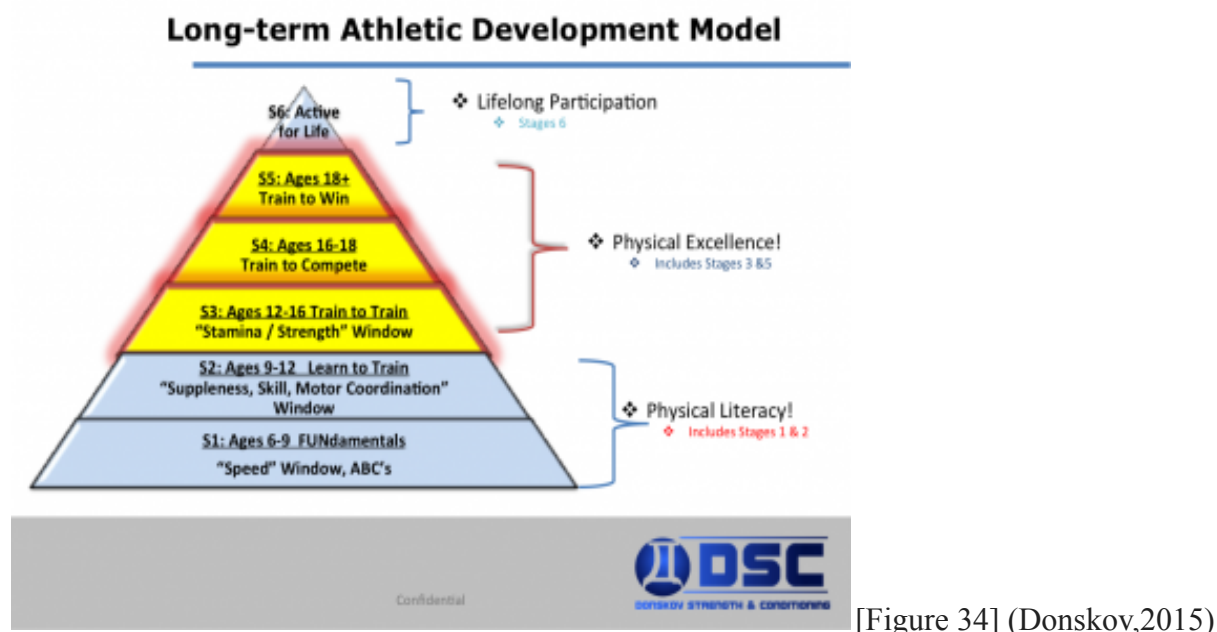 Long-term Athletic Development Model
S6: Active
for Life
❖ Lifelong Participation
❖ Stages 6
S5: Ages 18+
Train to Win
S4: Ages 16-18
Train to Compete
❖ Physical Excellence!
❖ Includes Stages 3 &5
S3: Ages 12-16 Train to Train
"Stamina / Strength" Window
S2: Ages 9-12 Learn to Train
"Suppleness, Skill, Motor Coordination"
Window
❖ Physical Literacy!
❖ Includes Stages 1 & 2
S1: Ages 6-9 FUNdamentals
"Speed" Window, ABC's
Confidential
DSC
DONSKOV STRENGTH & CONDITIONING
[Figure 34] (Donskov,2015)